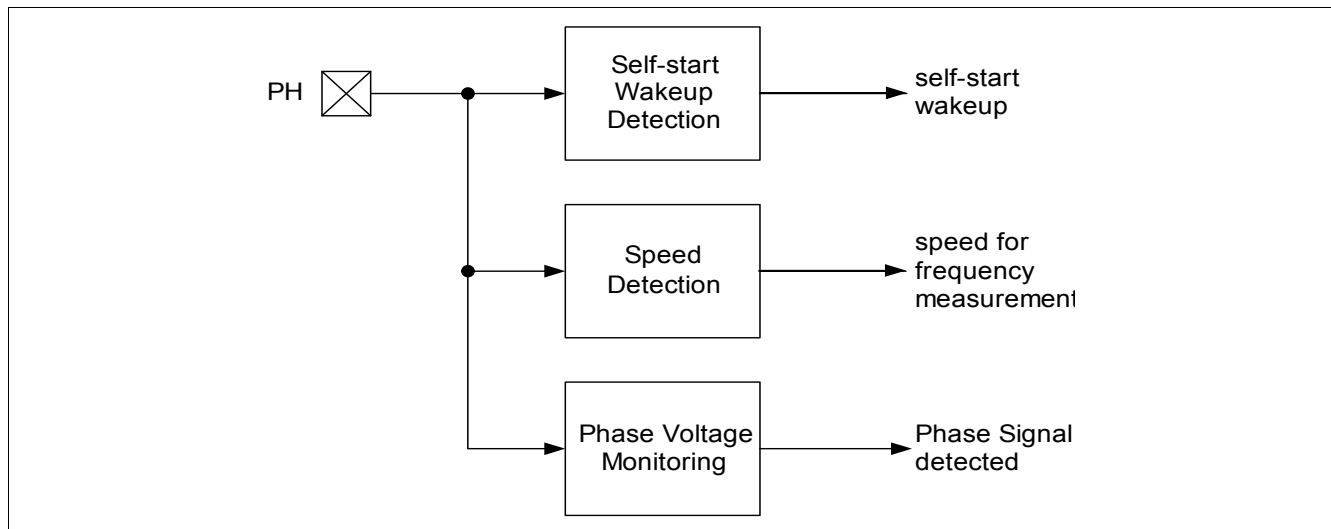 PH
Self-start
Wakeup
Detection
self-start
wakeup
Speed
Detection
speed for
frequency
measurement
Phase Voltage
Monitoring
Phase Signal
detected